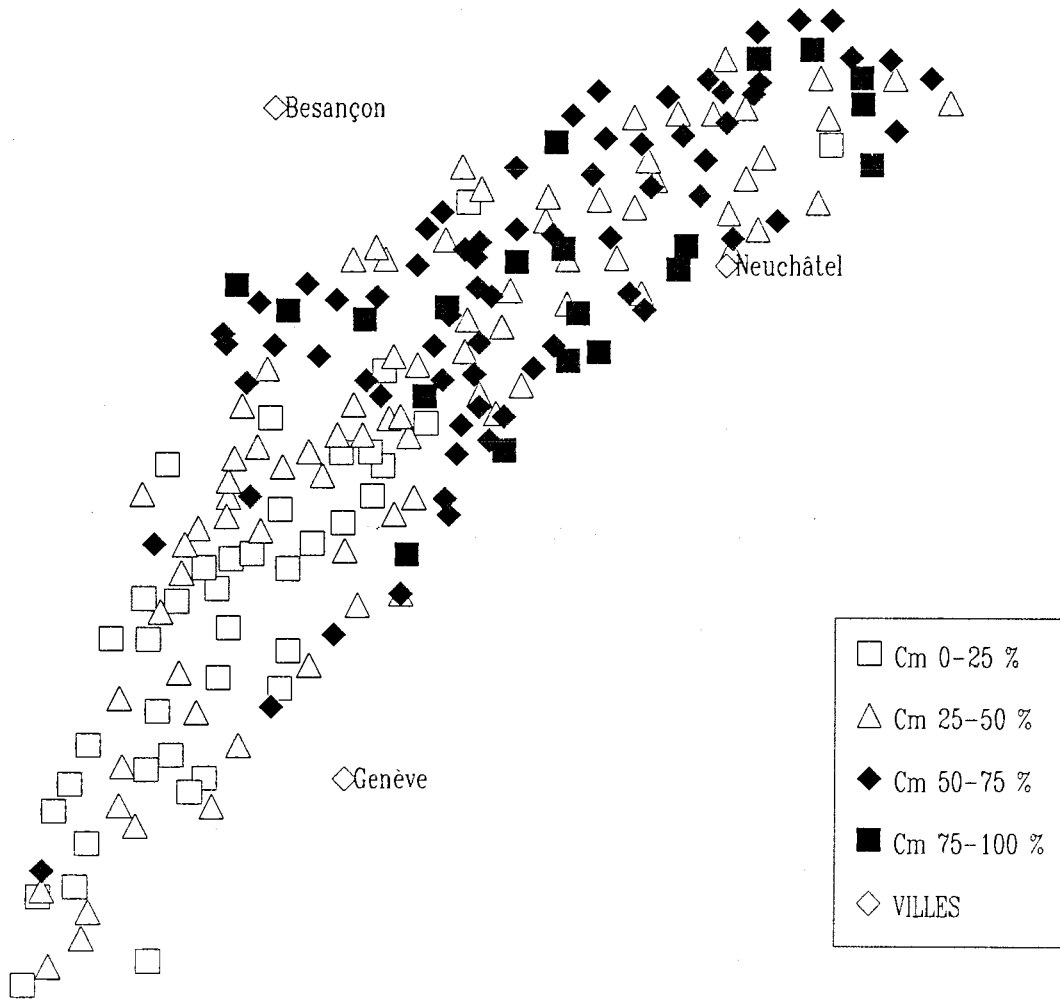 Besançon
Neuchâtel
Genève
Cm 0-25 %
Cm 25-50 %
Cm 50-75 %
Cm 75-100 %
VILLES